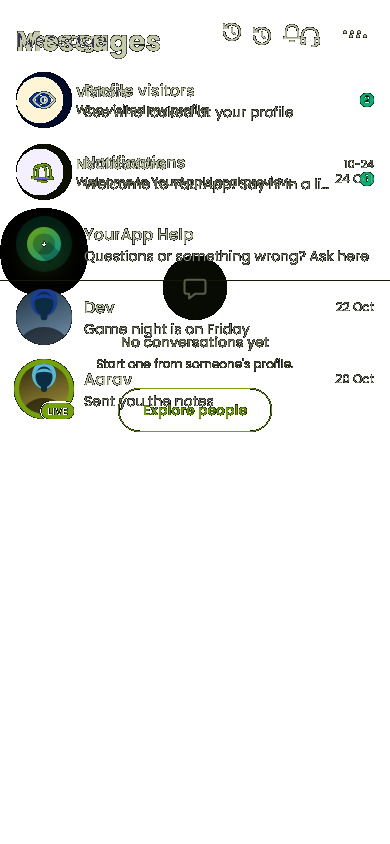 Messages
Profile visitors
See who looked at your profile
Notifications
10-24
Welcome to YourApp! Say hi in a li...
24 O
YourApp Help
Questions or something wrong? Ask here
Dev
22 Oct
Game night is on Friday
No conversations yet
Start one from someone's profile.
Aarav
20 Oct
Sent you the notes
LIVE
Explore people